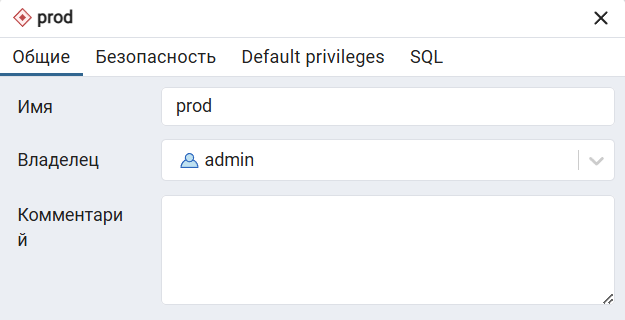 prod
Общие Безопасность Default privileges SQL
Имя prod
Владелец admin
Комментари
й